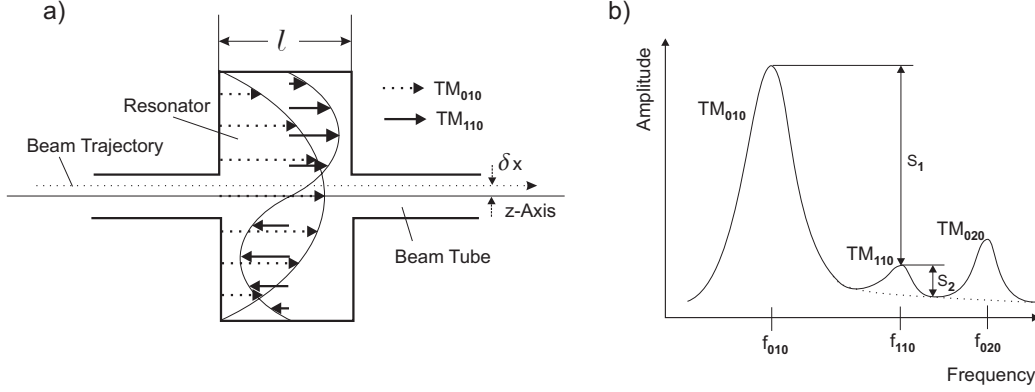 a)
l
TM010
TM110
Resonator
Beam Trajectory
δx
z-Axis
Beam Tube
b)
Amplitude
TM010
S1
TM020
TM110
S2
f010
f110
f020
Frequency